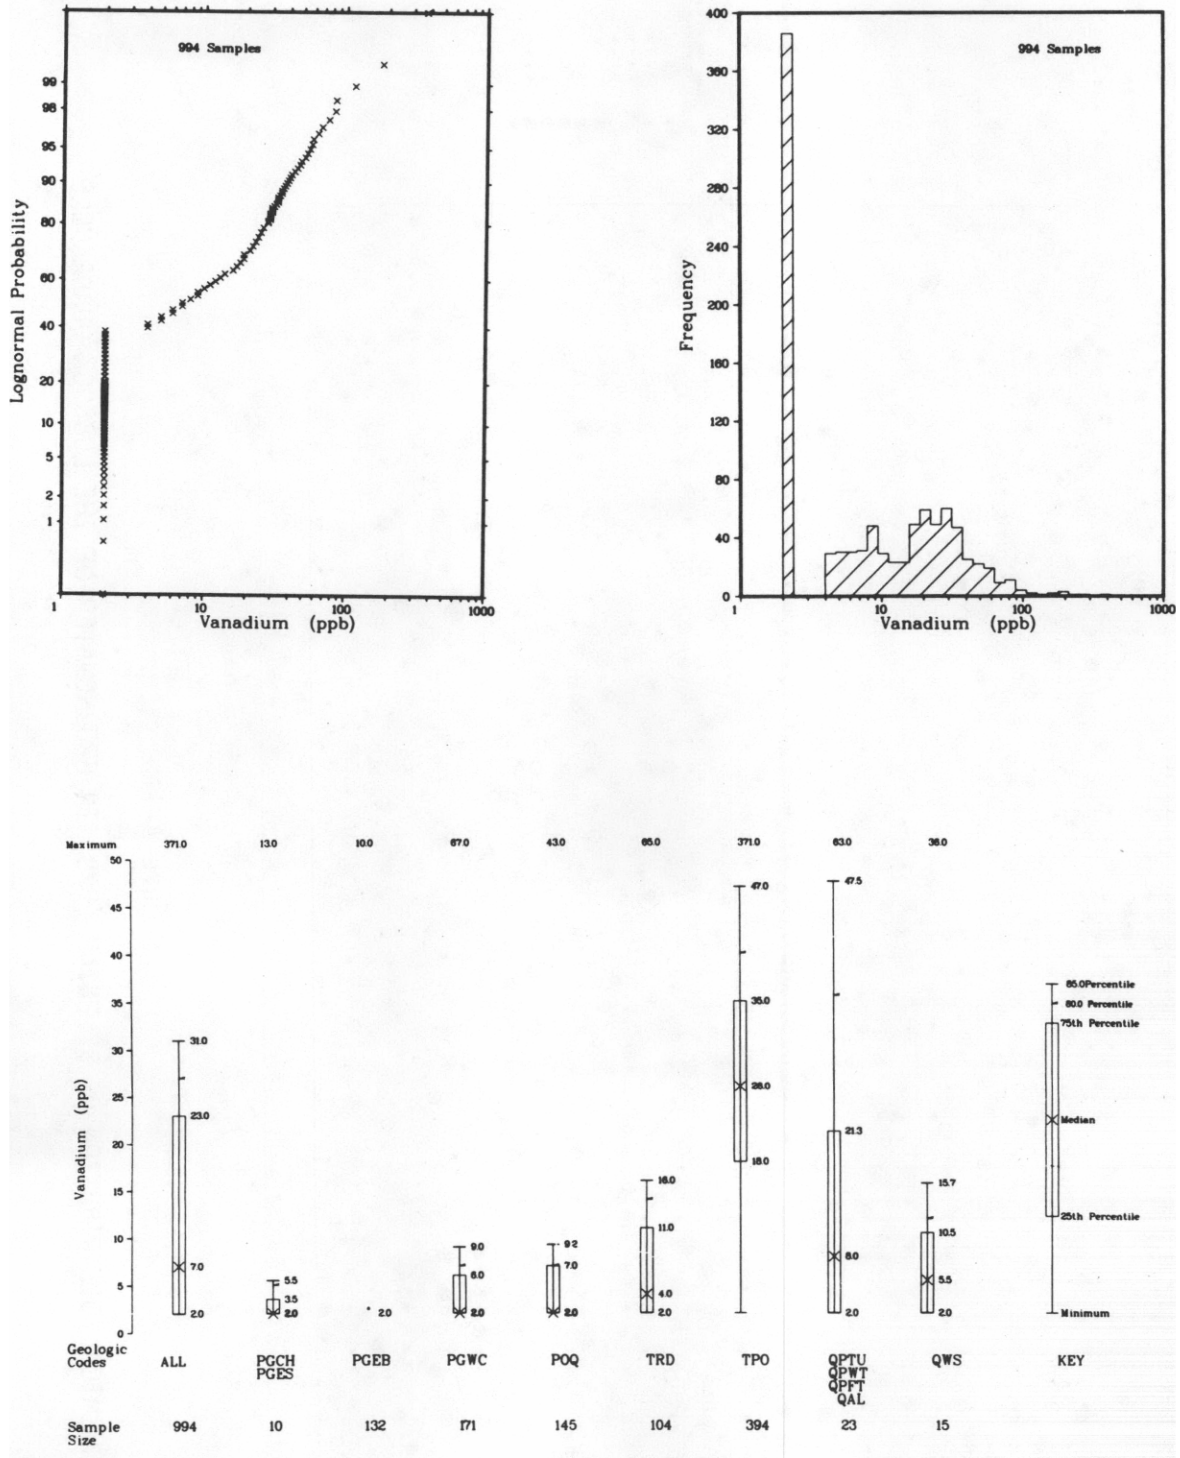 994 Samples
99
98
95
90
80
60
40
20
10
5
2
1
Lognormal Probability
1 10 100 1000
Vanadium (ppb)
400
994 Samples
360
320
280
240
200
160
120
80
40
0
Frequency
1 10 100 1000
Vanadium (ppb)
Maximum 371.0 13.0 10.0 67.0 43.0 65.0 371.0 63.0 36.0
50
45
40
35
30
25
20
15
10
5
0
Vanadium (ppb)
31.0
23.0
7.0
2.0
5.5
3.5
2.0
2.0
9.0
6.0
2.0
9.2
7.0
2.0
16.0
11.0
4.0
2.0
47.0
35.0
26.0
18.0
47.5
21.3
8.0
2.0
15.7
10.5
5.5
2.0
85.0Percentile
80.0 Percentile
75th Percentile
Median
25th Percentile
Minimum
Geologic
Codes ALL PGCH PGEB PGWC POQ TRD TPO QPTU QWS KEY
PGES QPWT
QPFT
QAL
Sample
Size 994 10 132 171 145 104 394 23 15